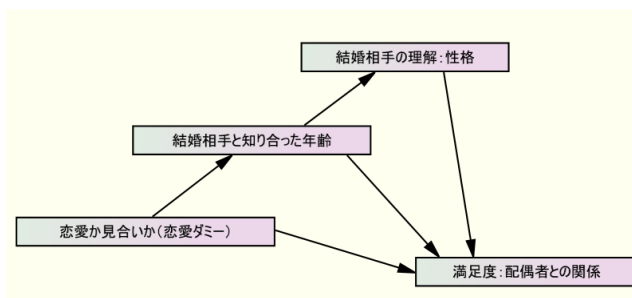 結婚相手の理解：性格
結婚相手と知り合った年齢
恋愛か見合いか（恋愛ダミー）
満足度：配偶者との関係